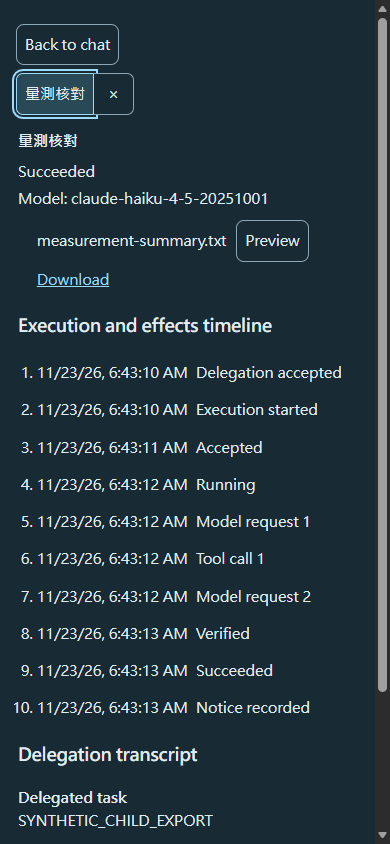 Back to chat
量測核對 ×
量測核對
Succeeded
Model: claude-haiku-4-5-20251001
measurement-summary.txt Preview
Download
Execution and effects timeline
1. 11/23/26, 6:43:10 AM Delegation accepted
2. 11/23/26, 6:43:10 AM Execution started
3. 11/23/26, 6:43:11 AM Accepted
4. 11/23/26, 6:43:12 AM Running
5. 11/23/26, 6:43:12 AM Model request 1
6. 11/23/26, 6:43:12 AM Tool call 1
7. 11/23/26, 6:43:12 AM Model request 2
8. 11/23/26, 6:43:13 AM Verified
9. 11/23/26, 6:43:13 AM Succeeded
10. 11/23/26, 6:43:13 AM Notice recorded
Delegation transcript
Delegated task
SYNTHETIC_CHILD_EXPORT